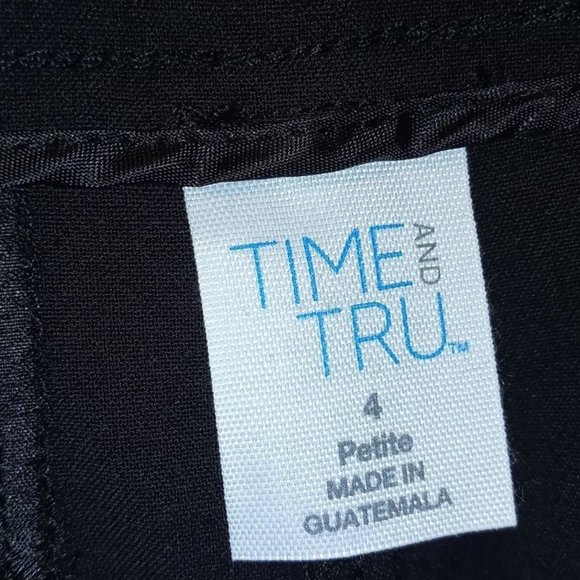 TIME AND
TRU™
4
Petite
MADE IN
GUATEMALA